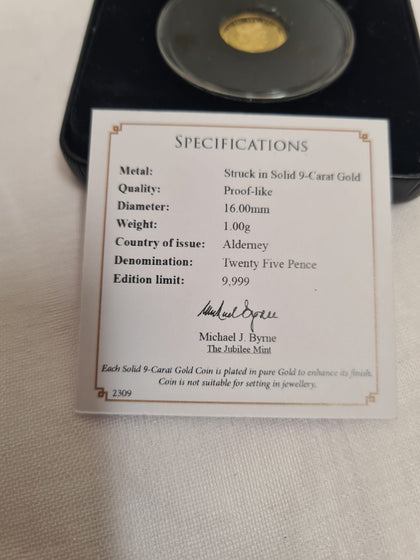 SPECIFICATIONS
Metal: Struck in Solid 9-Carat Gold
Quality: Proof-like
Diameter: 16.00mm
Weight: 1.00g
Country of issue: Alderney
Denomination: Twenty Five Pence
Edition limit: 9,999
Michael J. Byrne
Michael J. Byrne
The Jubilee Mint
Each Solid 9-Carat Gold Coin is plated in pure Gold to enhance its finish.
Coin is not suitable for setting in jewellery.
2309